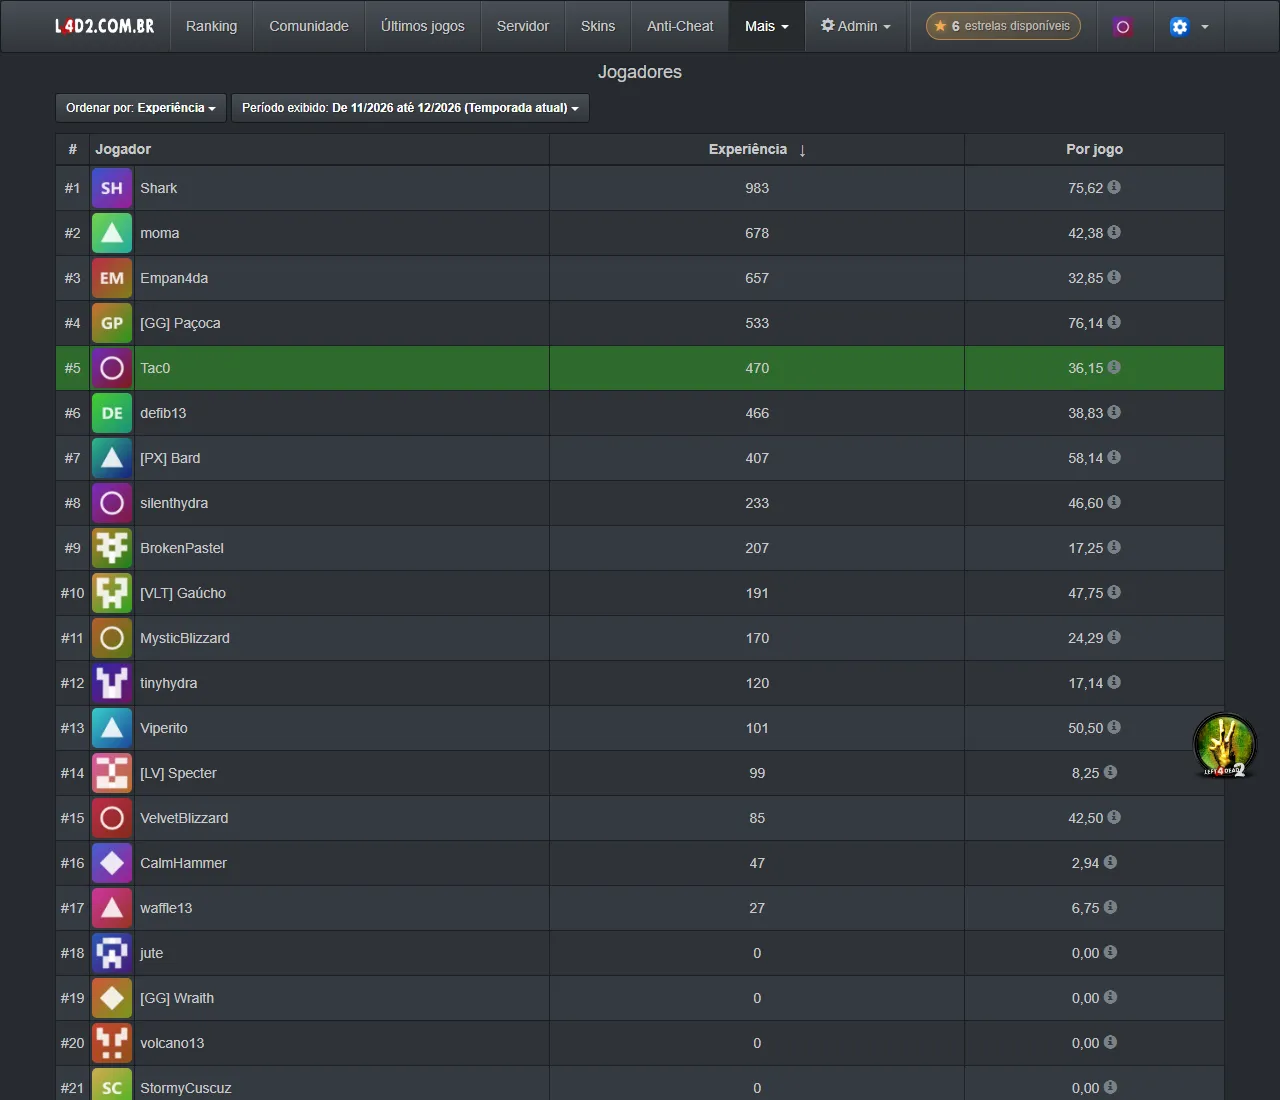 L4D2.COM.BR Ranking Comunidade Últimos jogos Servidor Skins Anti-Cheat Mais Admin 6 estrelas disponíveis
Jogadores
Ordenar por: Experiência Período exibido: De 11/2026 até 12/2026 (Temporada atual)
# Jogador Experiência ↓ Por jogo
#1 SH Shark 983 75,62
#2 moma 678 42,38
#3 EM Empan4da 657 32,85
#4 GP [GG] Paçoca 533 76,14
#5 Tac0 470 36,15
#6 DE defib13 466 38,83
#7 [PX] Bard 407 58,14
#8 silenthydra 233 46,60
#9 BrokenPastel 207 17,25
#10 [VLT] Gaúcho 191 47,75
#11 MysticBlizzard 170 24,29
#12 tinyhydra 120 17,14
#13 Viperito 101 50,50
LEFT 4 DEAD 2
#14 [LV] Specter 99 8,25
#15 VelvetBlizzard 85 42,50
#16 CalmHammer 47 2,94
#17 waffle13 27 6,75
#18 jute 0 0,00
#19 [GG] Wraith 0 0,00
#20 volcano13 0 0,00
#21 SC StormyCuscuz 0 0,00